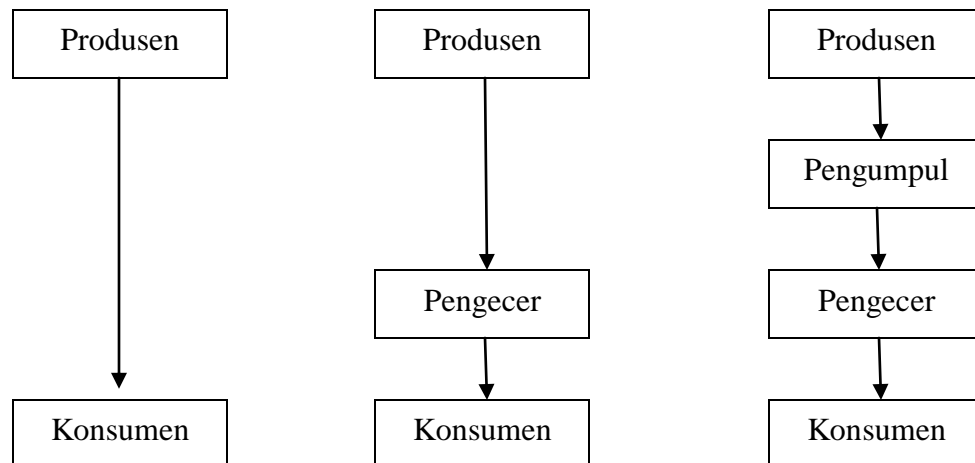 Produsen
Produsen
Produsen
Pengumpul
Pengecer
Pengecer
Konsumen
Konsumen
Konsumen